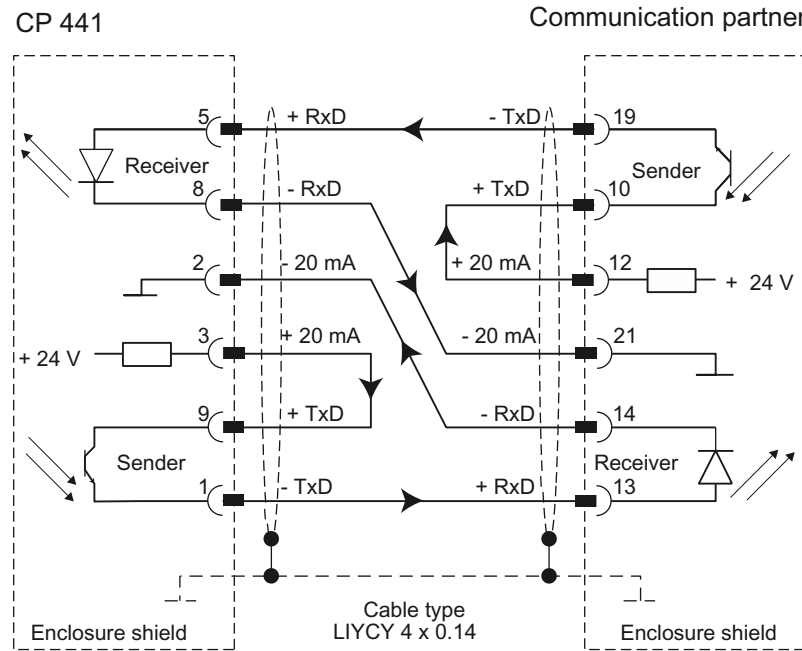 CP 441
Communication partner
5
+ RxD
- TxD
19
Receiver
Sender
8
- RxD
+ TxD
10
2
- 20 mA
+ 20 mA
12
+ 24 V
3
+ 20 mA
- 20 mA
21
+ 24 V
9
+ TxD
- RxD
14
Sender
Receiver
1
- TxD
+ RxD
13
Cable type
LIYCY 4 x 0.14
Enclosure shield
Enclosure shield